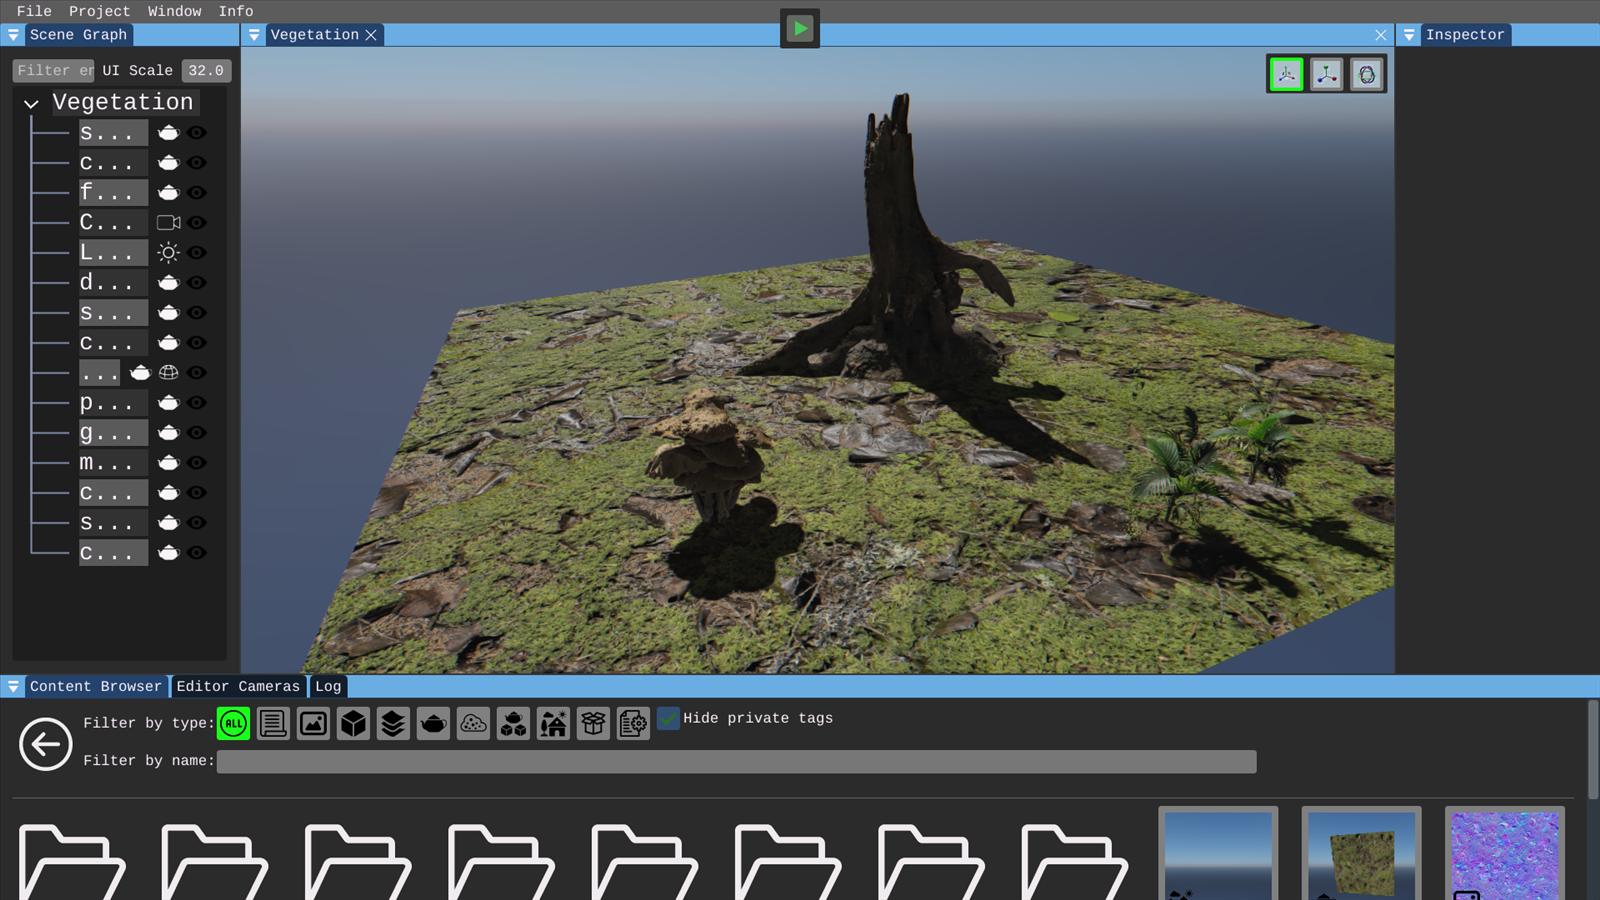 File Project Window Info
Scene Graph
Vegetation
Inspector
Filter er UI Scale 32.0
Vegetation
s...
c...
f...
C...
L...
d...
s...
c...
...
p...
g...
m...
c...
s...
c...
Content Browser Editor Cameras Log
Filter by type: ALL Hide private tags
Filter by name: